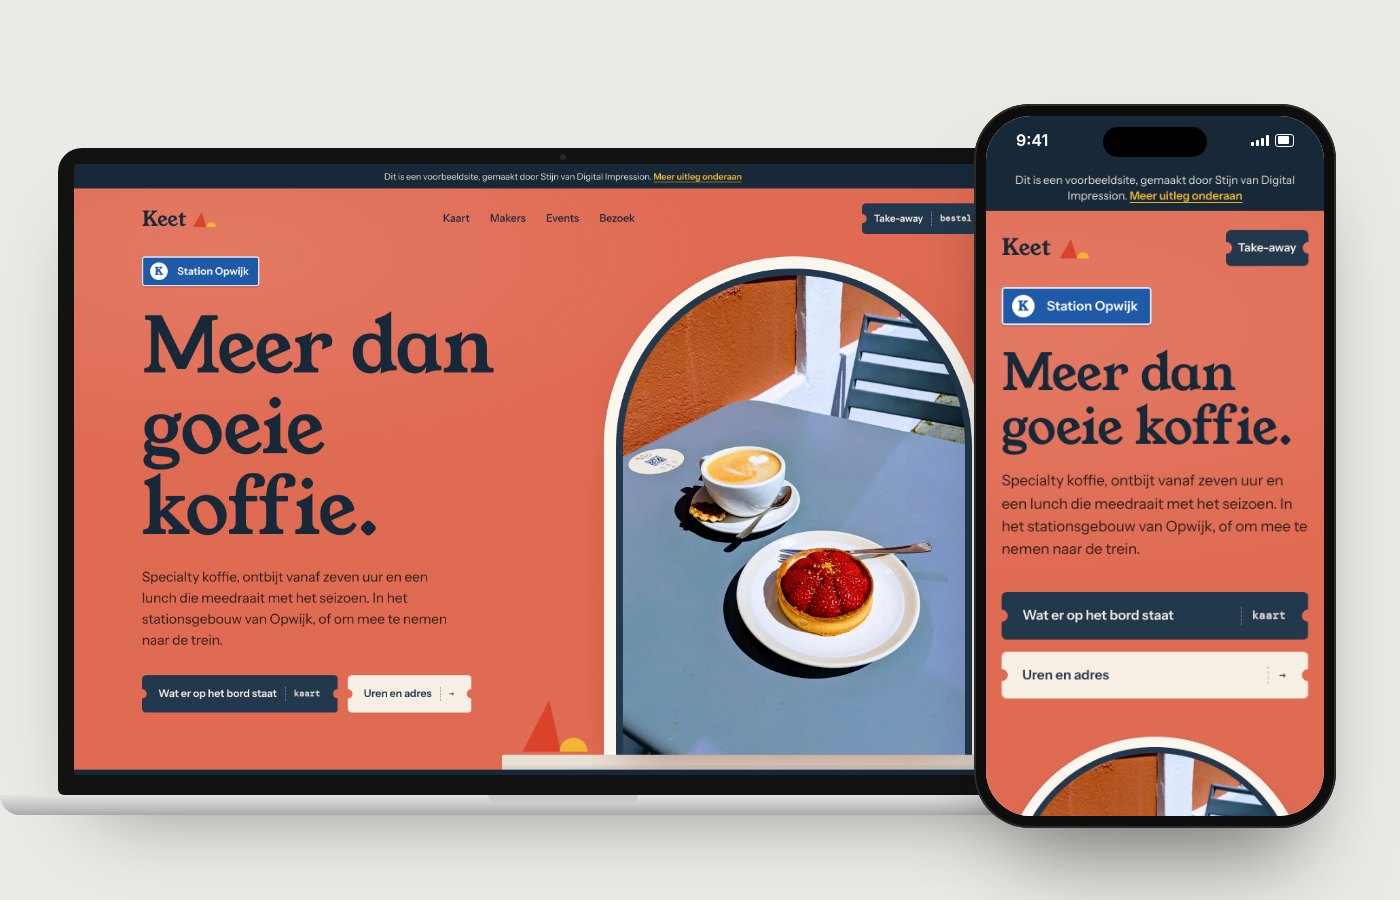 Dit is een voorbeeldsite, gemaakt door Stijn van Digital Impression. Meer uitleg onderaan
Keet
Kaart Makers Events Bezoek
Take-away bestel
K Station Opwijk
Meer dan
goeie
koffie.
Specialty koffie, ontbijt vanaf zeven uur en een
lunch die meedraait met het seizoen. In het
stationsgebouw van Opwijk, of om mee te nemen
naar de trein.
Wat er op het bord staat kaart
Uren en adres →
9:41
Dit is een voorbeeldsite, gemaakt door Stijn van Digital
Impression. Meer uitleg onderaan
Keet
Take-away
K Station Opwijk
Meer dan
goeie koffie.
Specialty koffie, ontbijt vanaf zeven uur en
een lunch die meedraait met het seizoen. In
het stationsgebouw van Opwijk, of om mee te
nemen naar de trein.
Wat er op het bord staat kaart
Uren en adres →